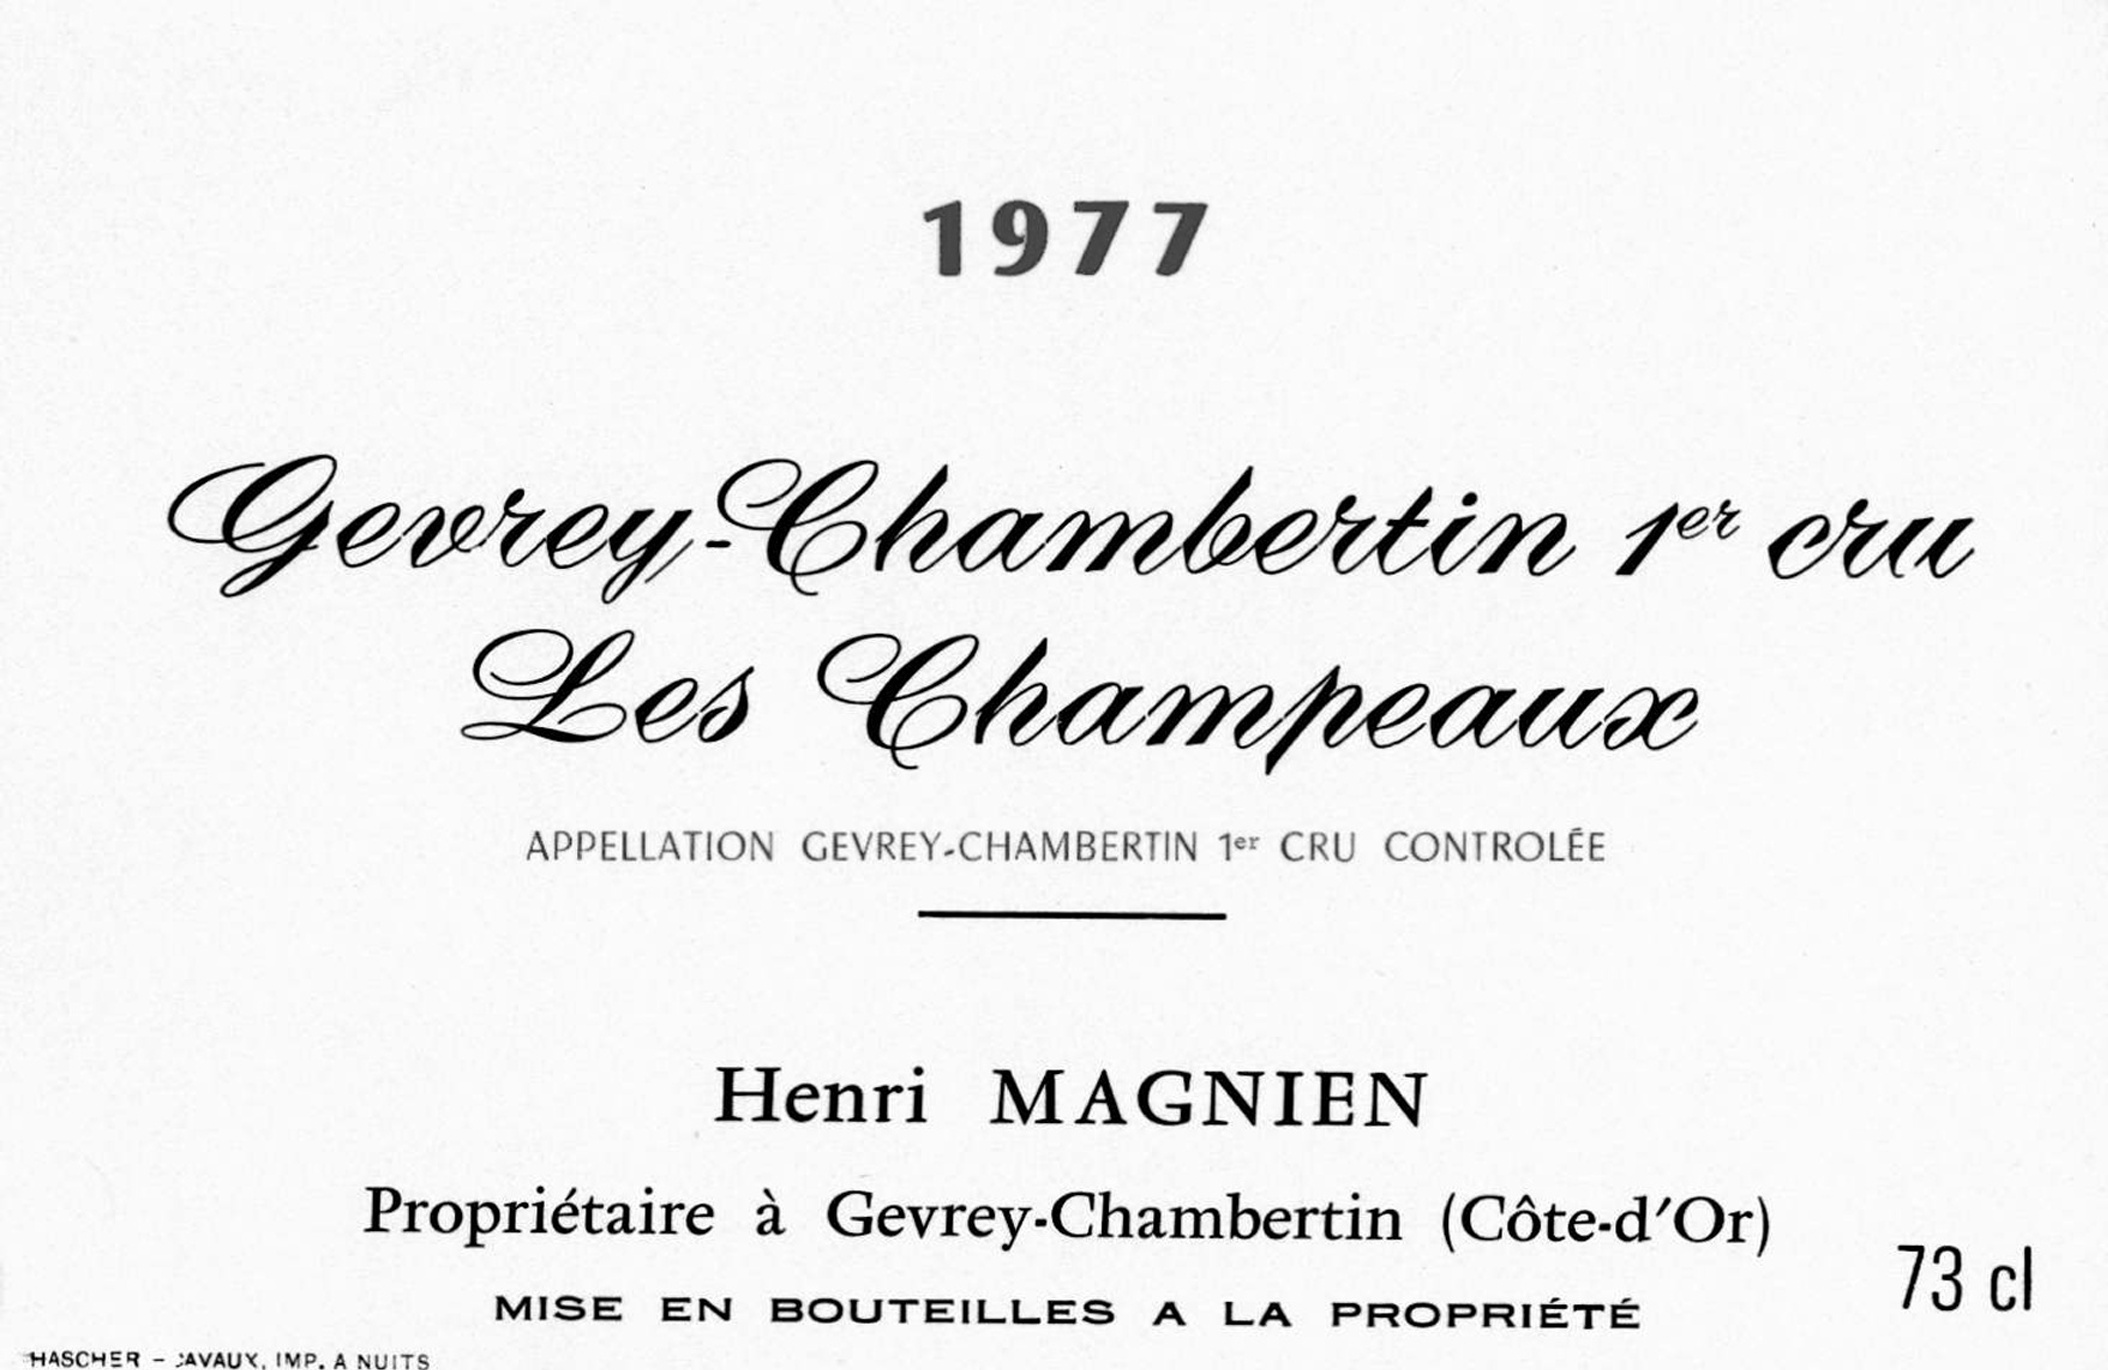 1977
Gevrey-Chambertin 1er cru
Les Champeaux
APPELLATION GEVREY-CHAMBERTIN 1er CRU CONTROLÉE
Henri MAGNIEN
Propriétaire à Gevrey-Chambertin (Côte-d'Or)
73 cl
MISE EN BOUTEILLES A LA PROPRIÉTÉ
HASCHER - IMP. A NUITS